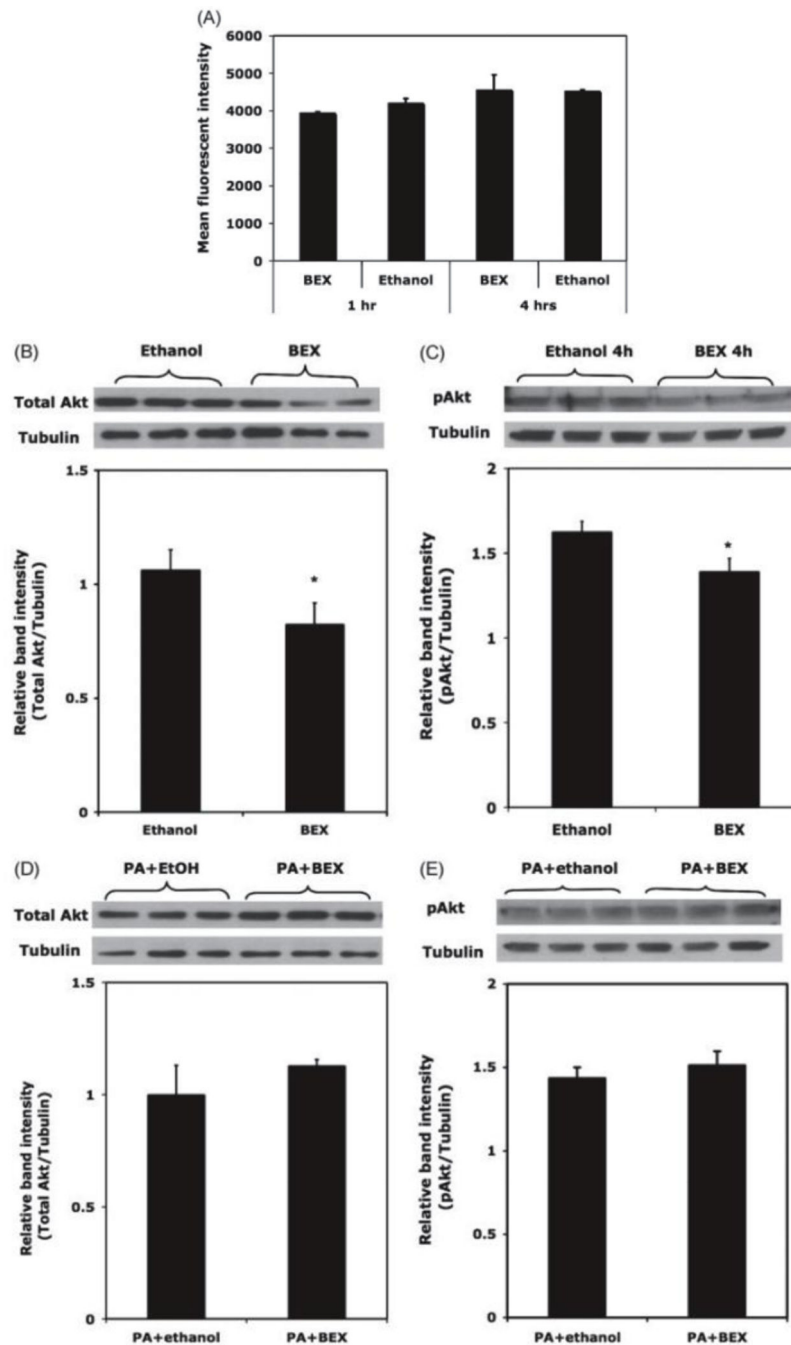 (A)
6000
5000
4000
3000
2000
1000
0
Mean fluorescent intensity
BEX Ethanol BEX Ethanol
1 hr 4 hrs
(B)
Ethanol BEX
Total Akt
Tubulin
1.5
1
0.5
0
Relative band intensity
(Total Akt/Tubulin)
*
Ethanol BEX
(C)
Ethanol 4h BEX 4h
pAkt
Tubulin
2
1.5
1
0.5
0
Relative band intensity
(pAkt/Tubulin)
*
Ethanol BEX
(D)
PA+EtOH PA+BEX
Total Akt
Tubulin
1.5
1
0.5
0
Relative band intensity
(Total Akt/Tubulin)
PA+ethanol PA+BEX
(E)
PA+ethanol PA+BEX
pAkt
Tubulin
2
1.5
1
0.5
0
Relative band intensity
(pAkt/Tubulin)
PA+ethanol PA+BEX